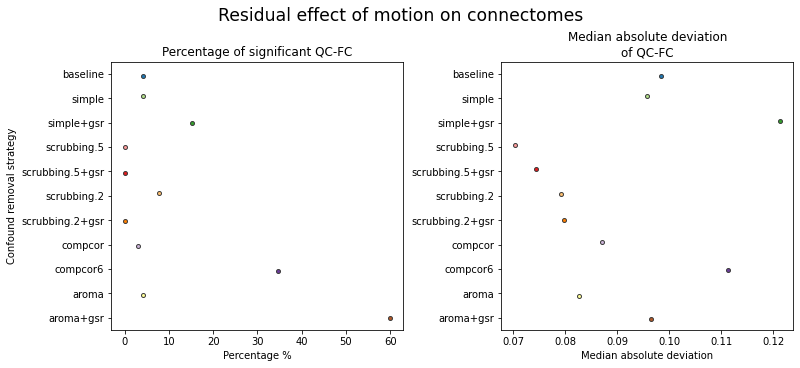 Residual effect of motion on connectomes
Percentage of significant QC-FC
Confound removal strategy
baseline
simple
simple+gsr
scrubbing.5
scrubbing.5+gsr
scrubbing.2
scrubbing.2+gsr
compcor
compcor6
aroma
aroma+gsr
0 10 20 30 40 50 60
Percentage %
Median absolute deviation
of QC-FC
baseline
simple
simple+gsr
scrubbing.5
scrubbing.5+gsr
scrubbing.2
scrubbing.2+gsr
compcor
compcor6
aroma
aroma+gsr
0.07 0.08 0.09 0.10 0.11 0.12
Median absolute deviation